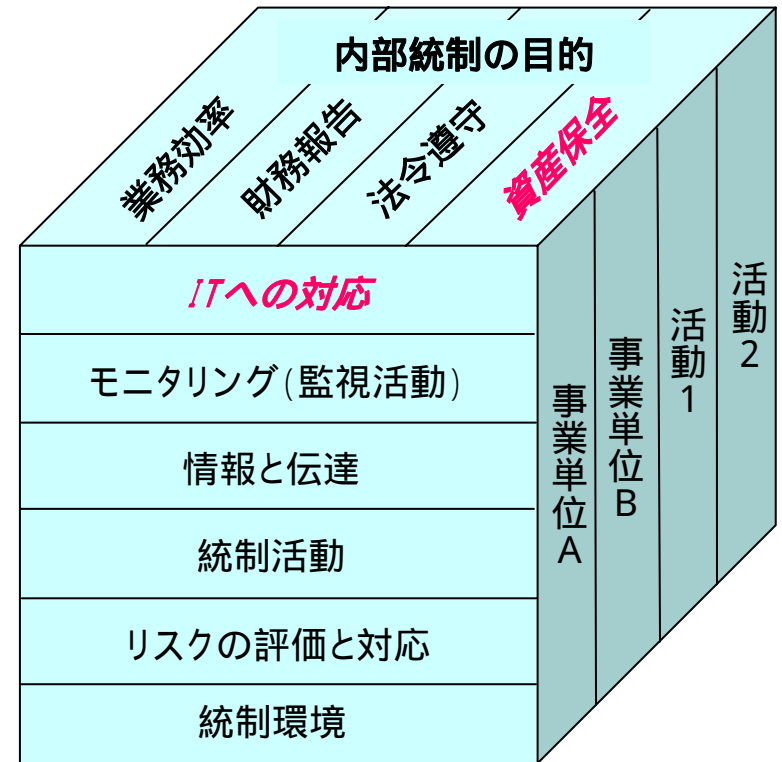 内部統制の目的
業務効率
財務報告
法令遵守
資産保全
ITへの対応
モニタリング(監視活動)
情報と伝達
統制活動
リスクの評価と対応
統制環境
事業単位A
事業単位B
活動1
活動2